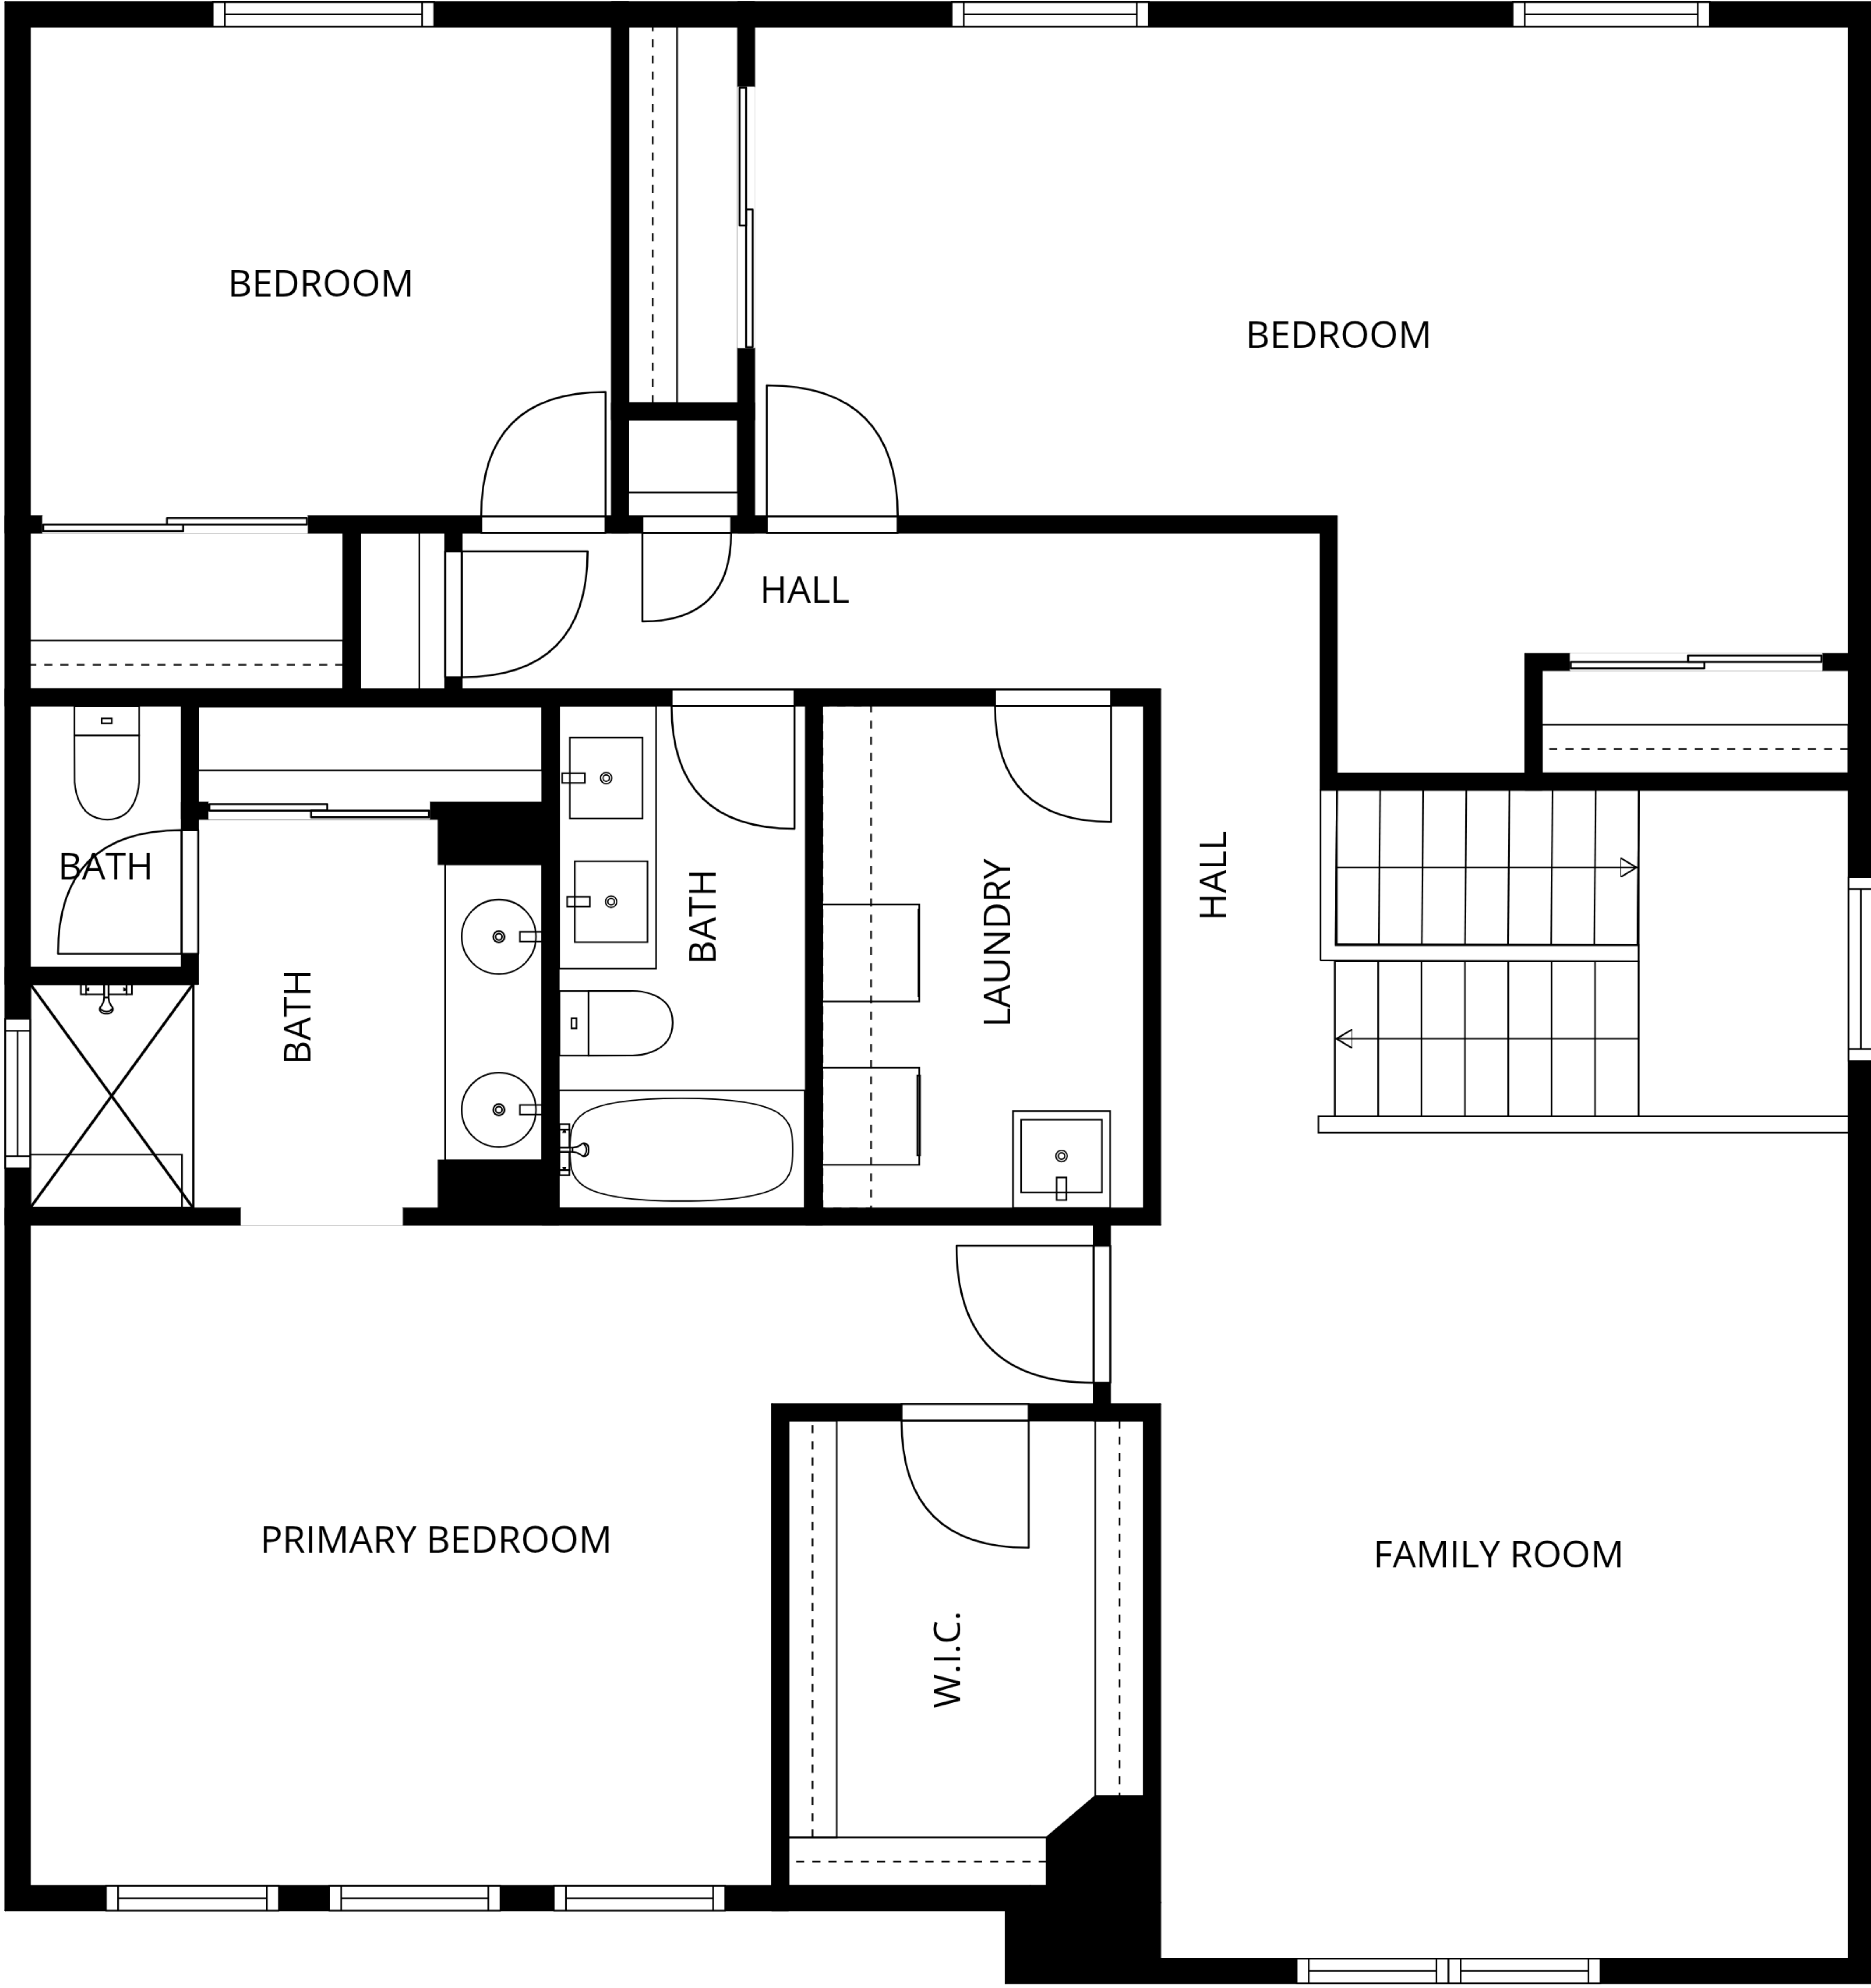 BEDROOM
BEDROOM
HALL
BATH
BATH
BATH
LAUNDRY
HALL
PRIMARY BEDROOM
W.I.C.
FAMILY ROOM